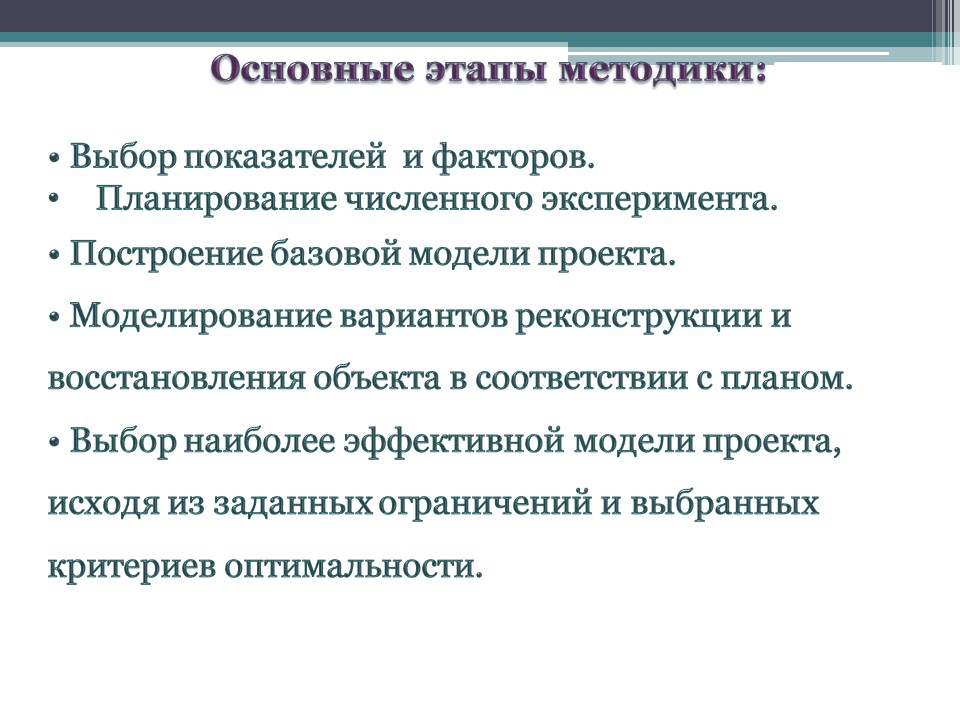 Основные этапы методики:
• Выбор показателей и факторов.
• Планирование численного эксперимента.
• Построение базовой модели проекта.
• Моделирование вариантов реконструкции и
восстановления объекта в соответствии с планом.
• Выбор наиболее эффективной модели проекта,
исходя из заданных ограничений и выбранных
критериев оптимальности.